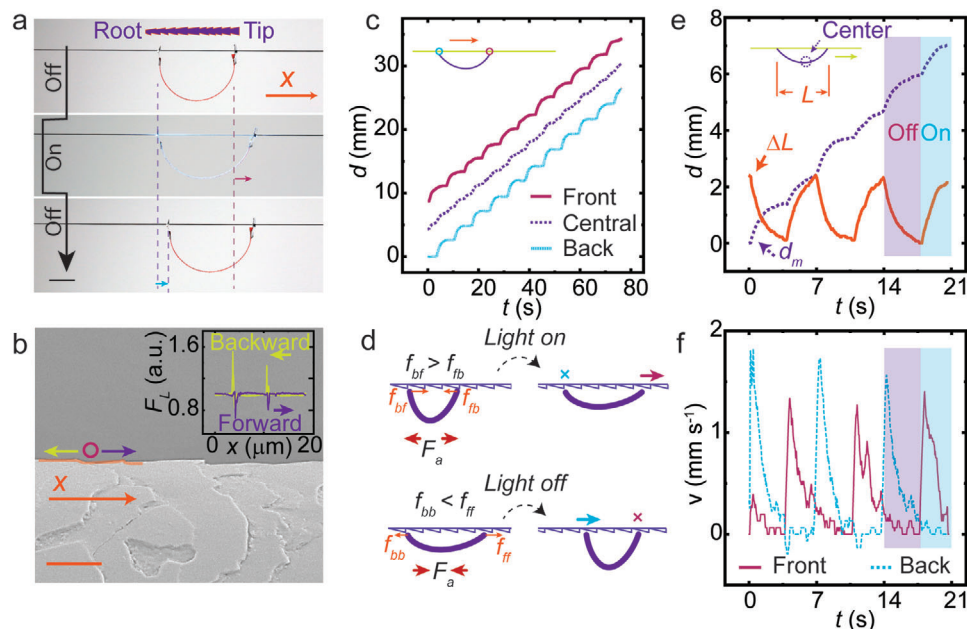 a
Root
Tip
Off
x
On
Off
b
F_L (a.u.)
1.6
0.8
Backward
Forward
0
20
x (μm)
x
c
d (mm)
30
20
10
0
Front
Central
Back
0
20
40
60
80
t (s)
d
Light on
f_bf > f_fb
f_bf
f_fb
F_a
Light off
f_bb < f_ff
f_bb
f_ff
F_a
e
d (mm)
8
6
4
2
0
Center
L
ΔL
d_m
Off
On
0
7
14
21
t (s)
f
v (mm s⁻¹)
2
1
0
Front
Back
0
7
14
21
t (s)